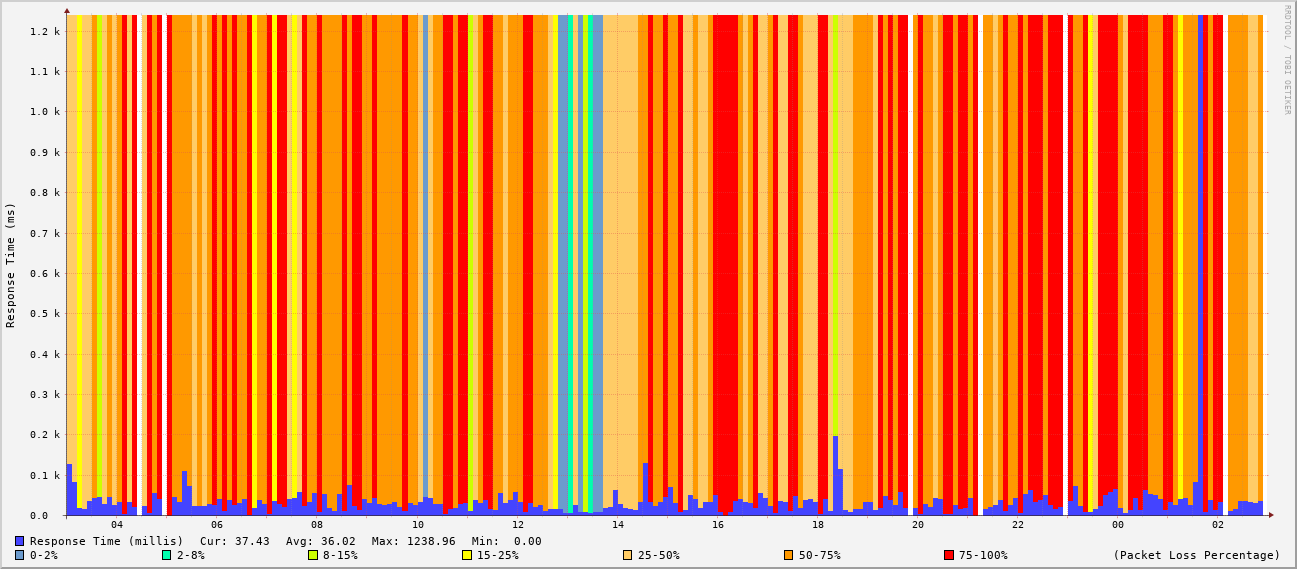 RRDTOOL / TOBI OETIKER
Response Time (ms)
1.2 k
1.1 k
1.0 k
0.9 k
0.8 k
0.7 k
0.6 k
0.5 k
0.4 k
0.3 k
0.2 k
0.1 k
0.0
04 06 08 10 12 14 16 18 20 22 00 02
Response Time (millis) Cur: 37.43 Avg: 36.02 Max: 1238.96 Min: 0.00
0-2% 2-8% 8-15% 15-25% 25-50% 50-75% 75-100% (Packet Loss Percentage)